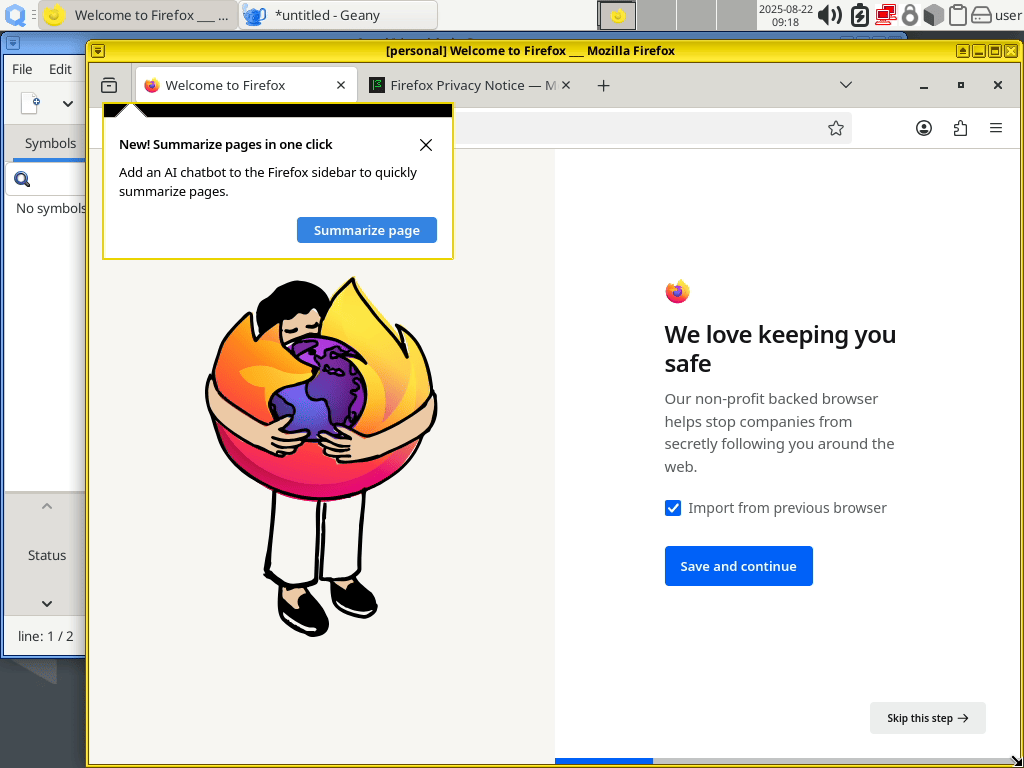 Welcome to Firefox ___ ...
*untitled - Geany
2025-08-22
09:18
user
[personal] Welcome to Firefox ___ Mozilla Firefox
File Edit
Welcome to Firefox
Firefox Privacy Notice — M
Symbols
No symbols
New! Summarize pages in one click
Add an AI chatbot to the Firefox sidebar to quickly
summarize pages.
Summarize page
We love keeping you
safe
Our non-profit backed browser
helps stop companies from
secretly following you around the
web.
Import from previous browser
Save and continue
Status
line: 1 / 2
Skip this step